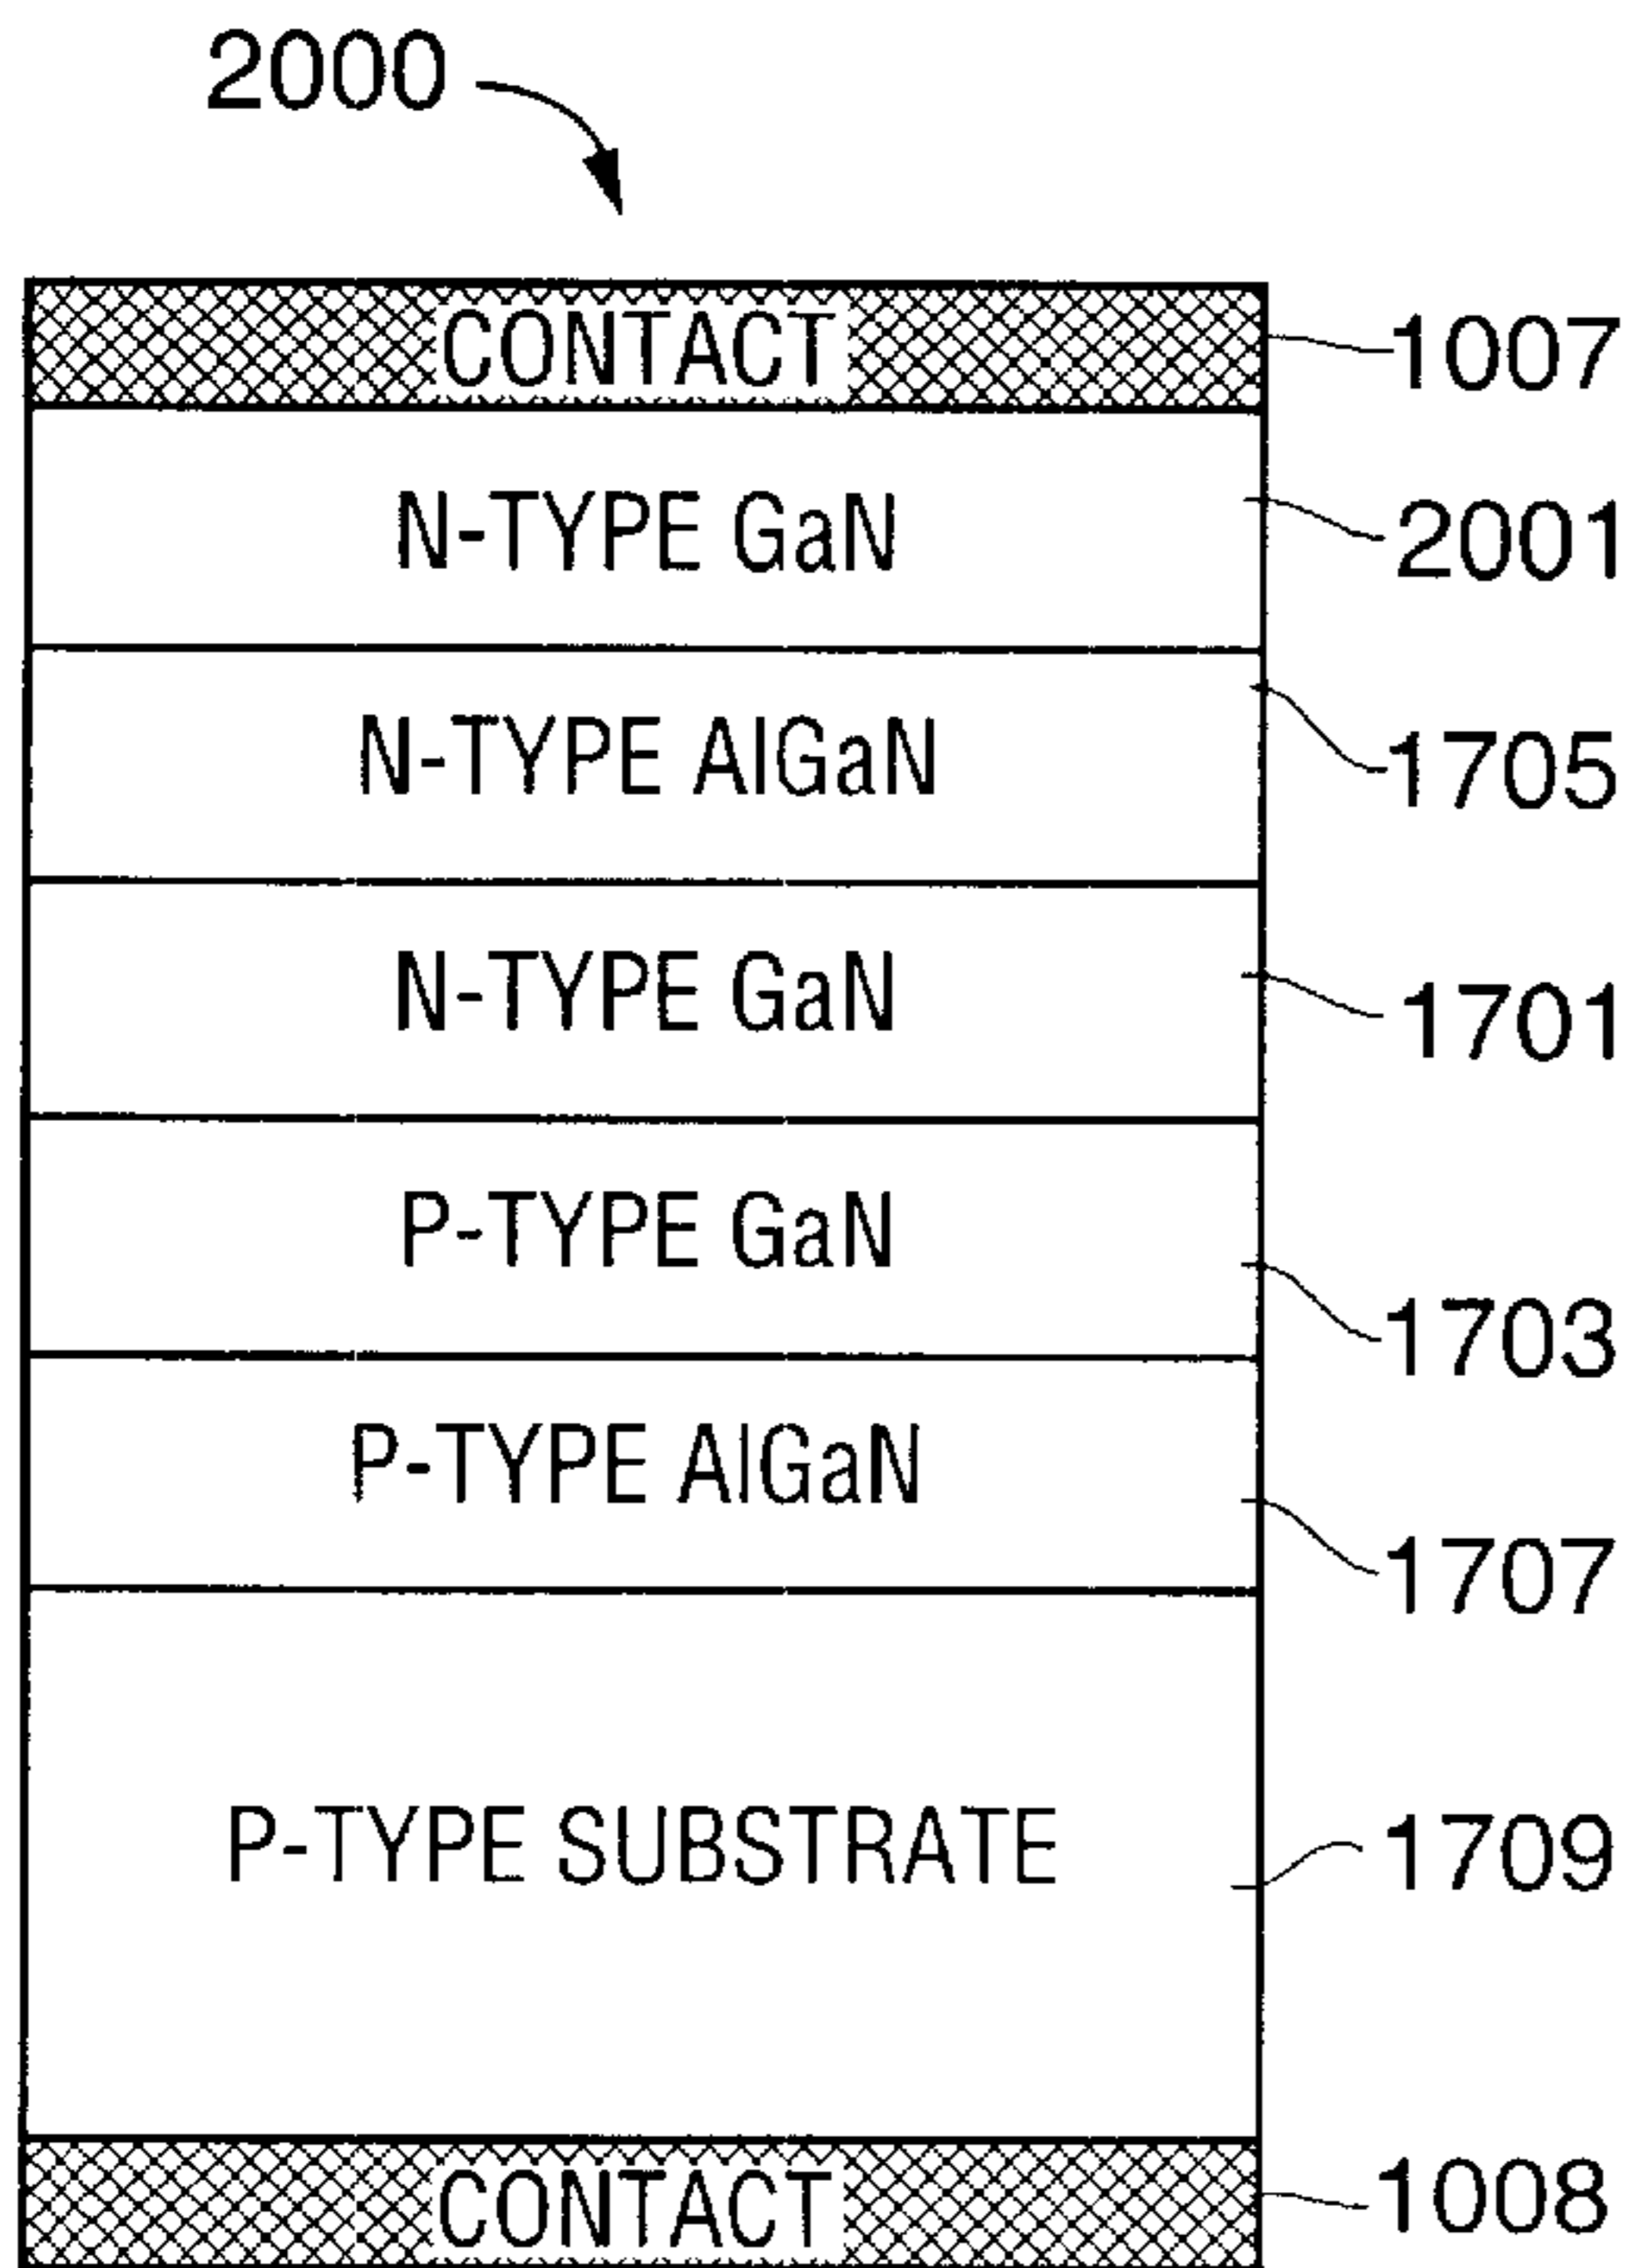 2000
CONTACT
1007
N-TYPE GaN
2001
N-TYPE AlGaN
1705
N-TYPE GaN
1701
P-TYPE GaN
1703
P-TYPE AlGaN
1707
P-TYPE SUBSTRATE
1709
CONTACT
1008